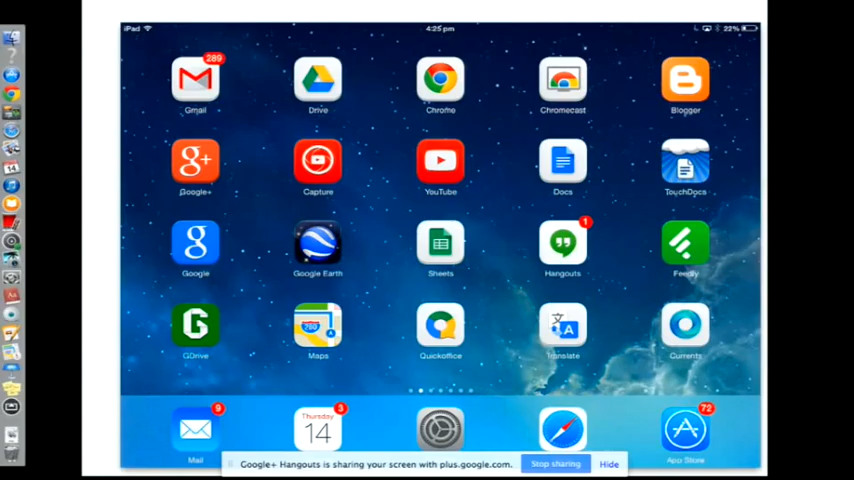 iPad 4:25 pm 22%
289
Gmail Drive Chrome Chromecast Blogger
g+
Google+ Capture YouTube Docs TouchDocs
g 1
Google Google Earth Sheets Hangouts Feedly
G 280 文 A
GDrive Maps Quickoffice Translate Currents
9 Thursday 3 72
14
Mail App Store
Google+ Hangouts is sharing your screen with plus.google.com. Stop sharing Hide